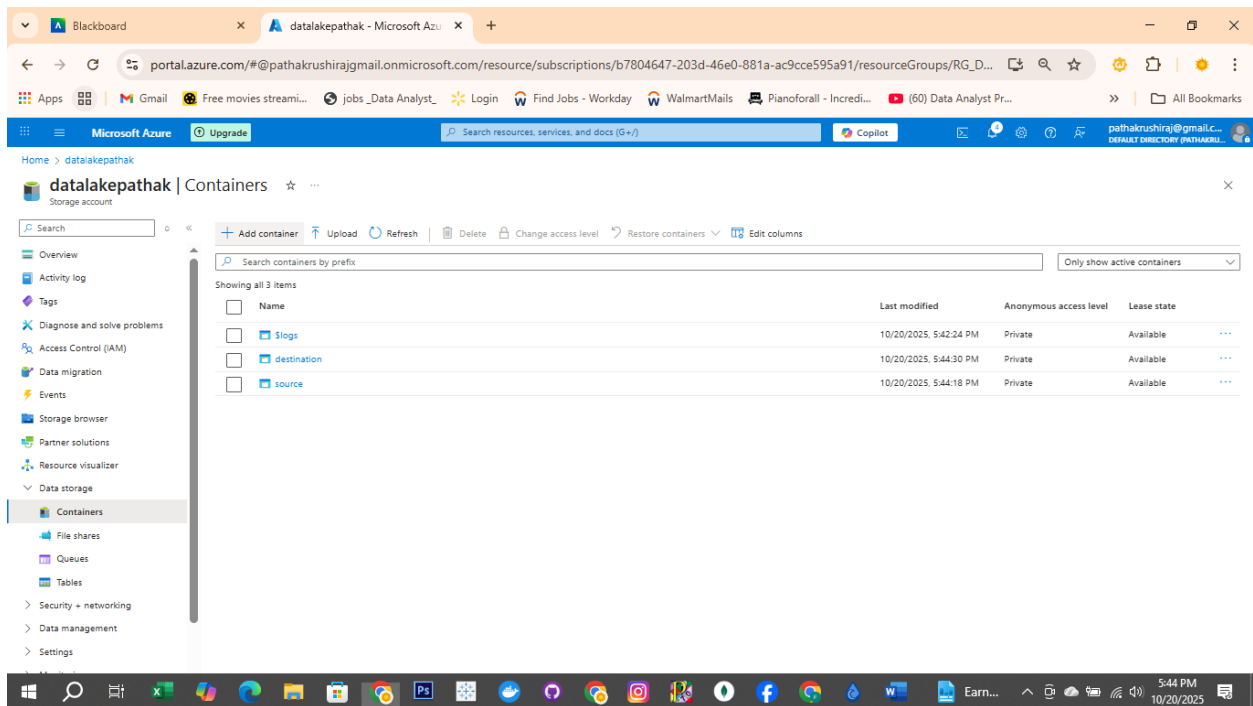 Blackboard
datalakepathak - Microsoft Azu
portal.azure.com/#@pathakrushirajgmail.onmicrosoft.com/resource/subscriptions/b7804647-203d-46e0-881a-ac9cce595a91/resourceGroups/RG_D...
Apps Gmail Free movies streami... jobs _Data Analyst_ Login Find Jobs - Workday WalmartMails Pianoforall - Incredi... (60) Data Analyst Pr... » All Bookmarks
Microsoft Azure Upgrade Search resources, services, and docs (G+/) Copilot 4 pathakrushiraj@gmail.c...
DEFAULT DIRECTORY (PATHAKRU...
Home > datalakepathak
datalakepathak | Containers
Storage account
Search
Add container Upload Refresh Delete Change access level Restore containers Edit columns
Overview
Activity log
Tags
Diagnose and solve problems
Access Control (IAM)
Data migration
Events
Storage browser
Partner solutions
Resource visualizer
Data storage
Containers
File shares
Queues
Tables
Security + networking
Data management
Settings
Search containers by prefix Only show active containers
Showing all 3 items
Name Last modified Anonymous access level Lease state
$logs 10/20/2025, 5:42:24 PM Private Available
destination 10/20/2025, 5:44:30 PM Private Available
source 10/20/2025, 5:44:18 PM Private Available
Ps
Earn...
5:44 PM
10/20/2025